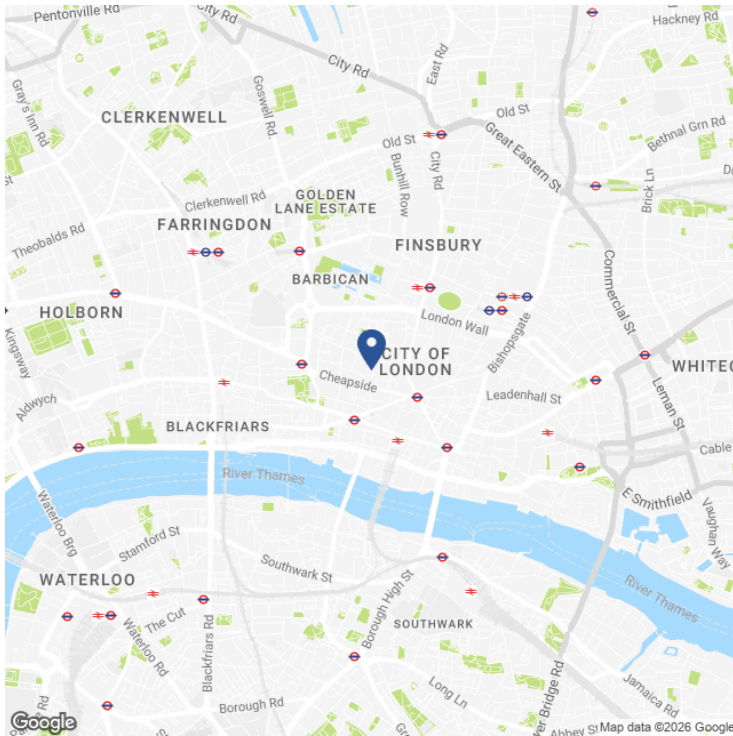 Pentonville Rd
City Rd
Hackney Rd
East Rd
City Rd
Gray's Inn Rd
Goswell Rd
CLERKENWELL
Old St
Great Eastern St
Bethnal Grn Rd
Old St
Bunhill Row
City Rd
Brick Ln
Clerkenwell Rd
GOLDEN
LANE ESTATE
FARRINGDON
Theobalds Rd
FINSBURY
BARBICAN
Commercial St
HOLBORN
London Wall
Bishopsgate
Kingsway
CITY OF
LONDON
Cheapside
WHITEC
Leadenhall St
Leman St
Aldwych
BLACKFRIARS
Cable
River Thames
E Smithfield
Waterloo Brg
Vaughan Way
Stamford St
Southwark St
WATERLOO
River Thames
The Cut
Borough High St
SOUTHWARK
Waterloo Rd
Blackfriars Rd
Long Ln
Jamaica Rd
Borough Rd
ver Bridge Rd
Abbey St
Google
Map data ©2026 Google